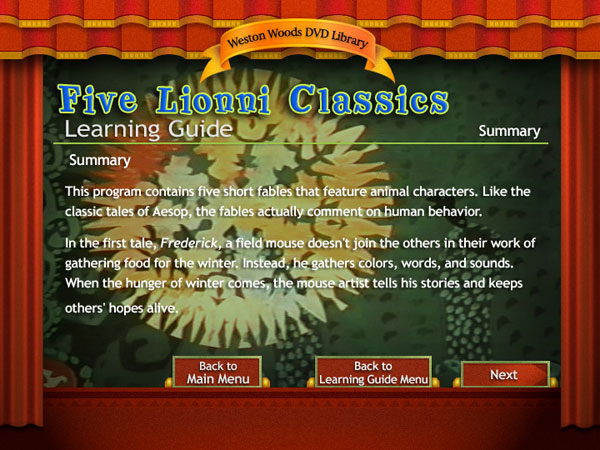 Weston Woods DVD Library
Five Lionni Classics
Learning Guide
Summary
Summary
This program contains five short fables that feature animal characters. Like the
classic tales of Aesop, the fables actually comment on human behavior.
In the first tale, Frederick, a field mouse doesn't join the others in their work of
gathering food for the winter. Instead, he gathers colors, words, and sounds.
When the hunger of winter comes, the mouse artist tells his stories and keeps
others' hopes alive.
Back to
Main Menu
Back to
Learning Guide Menu
Next